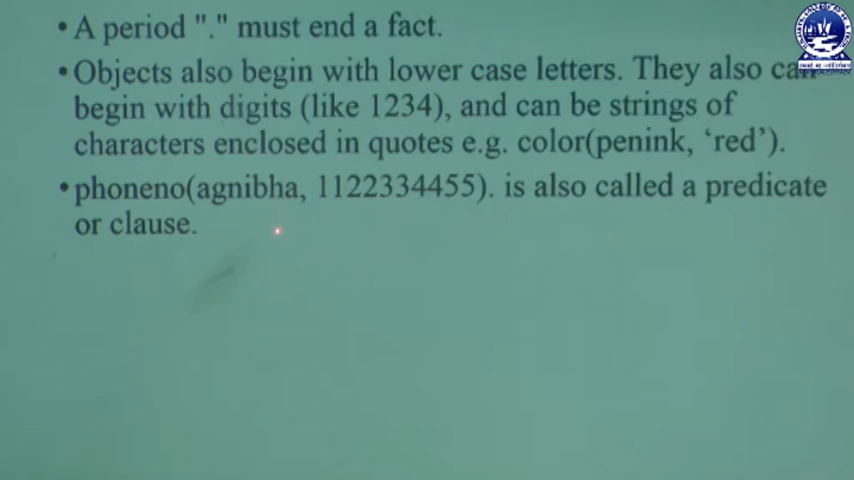 • A period "." must end a fact.
• Objects also begin with lower case letters. They also can
begin with digits (like 1234), and can be strings of
characters enclosed in quotes e.g. color(penink, ‘red’).
• phoneno(agnibha, 1122334455). is also called a predicate
or clause.